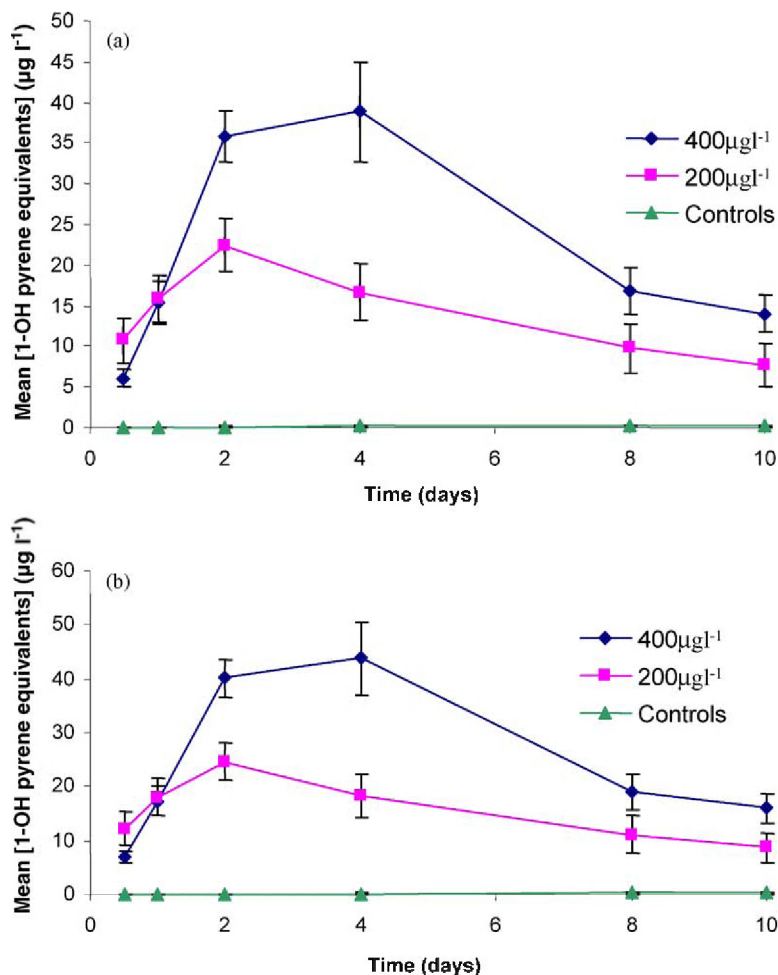 (a)
Mean [1-OH pyrene equivalents] (µg l-1)
50
45
40
35
30
25
20
15
10
5
0
400µgl-1
200µgl-1
Controls
0 2 4 6 8 10
Time (days)
(b)
Mean [1-OH pyrene equivalents] (µg l-1)
60
50
40
30
20
10
0
400µgl-1
200µgl-1
Controls
0 2 4 6 8 10
Time (days)